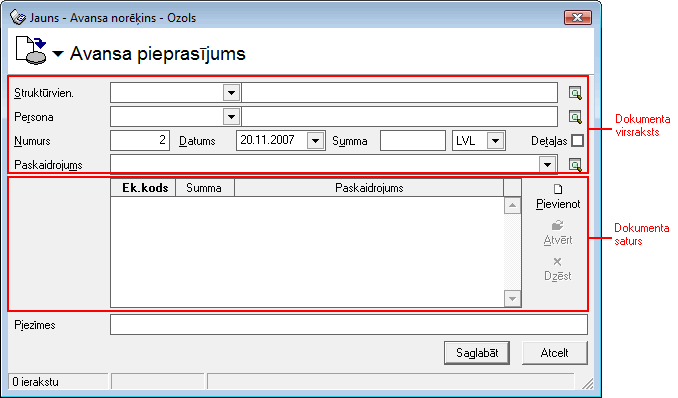 Jauns - Avansa norēķins - Ozols
Avansa pieprasījums
Struktūrvien.
Persona
Numurs 2 Datums 20.11.2007 Summa LVL Detaļas
Paskaidrojums
Dokumenta
virsraksts
Ek.kods Summa Paskaidrojums
Pievienot
Atvērt
Dzēst
Dokumenta
saturs
Piezīmes
Saglabāt Atcelt
0 ierakstu